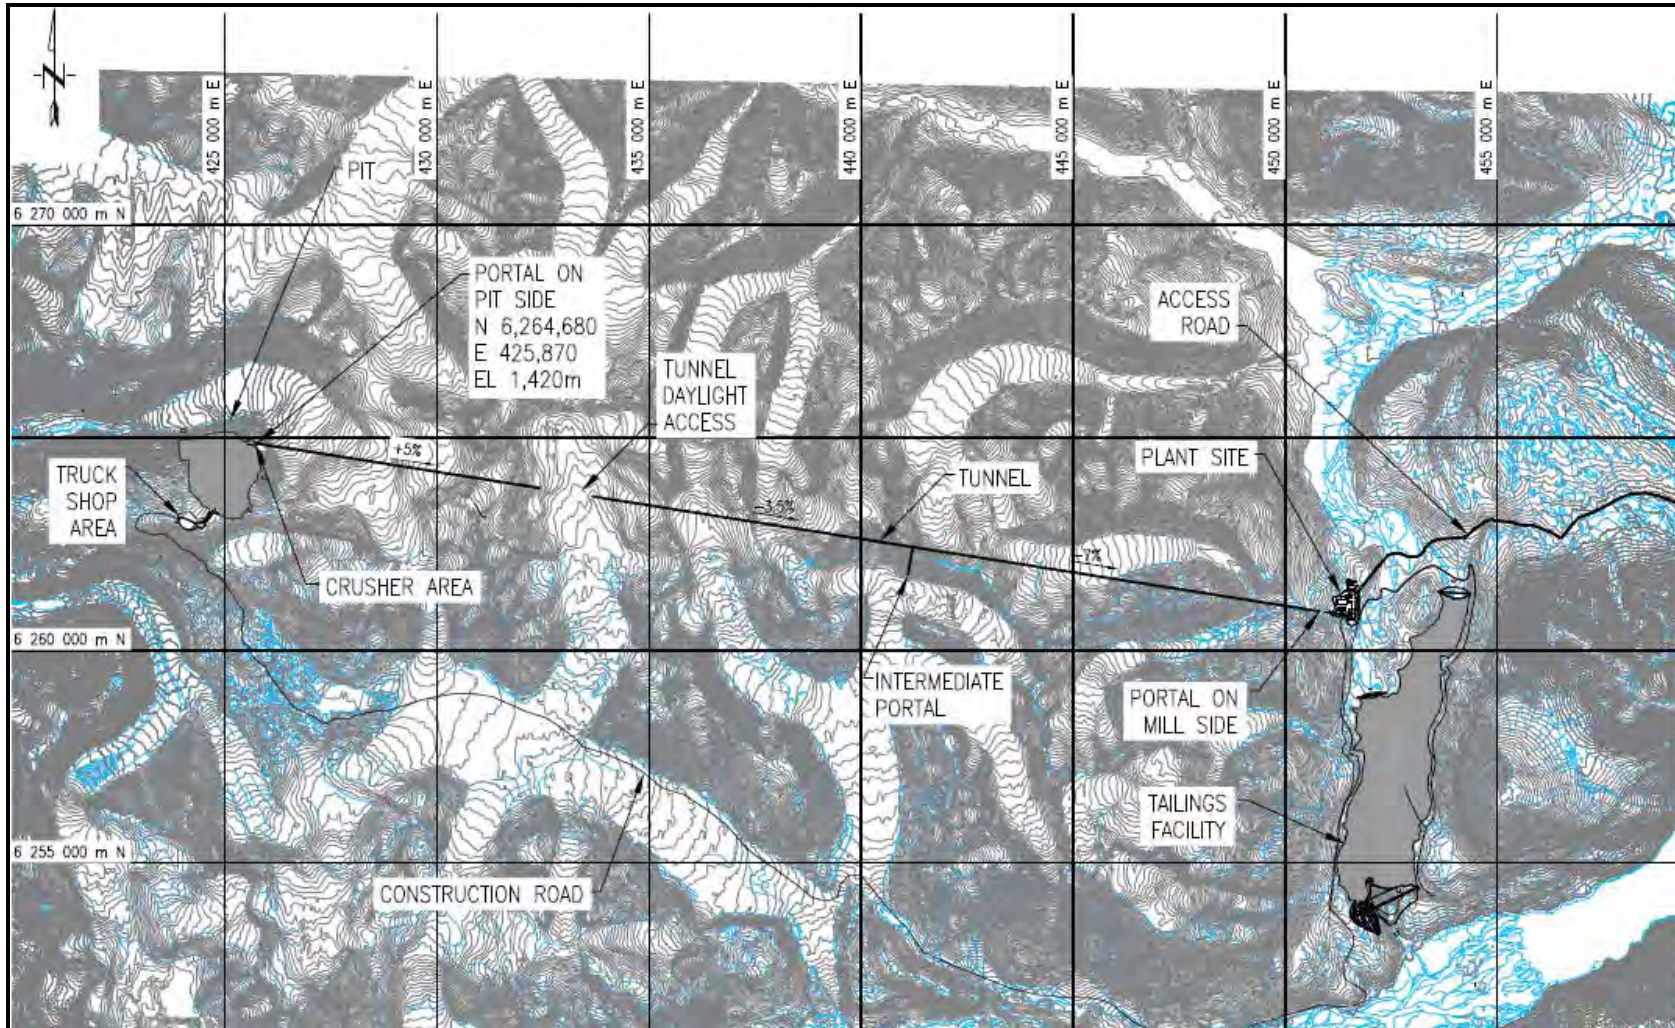 N
425 000 m E
430 000 m E
435 000 m E
440 000 m E
445 000 m E
450 000 m E
455 000 m E
PIT
6 270 000 m N
PORTAL ON
PIT SIDE
N 6,264,680
E 425,870
EL 1,420m
ACCESS
ROAD
TUNNEL
DAYLIGHT
ACCESS
+5%
PLANT SITE
TRUCK
SHOP
AREA
TUNNEL
-3.5%
-7%
CRUSHER AREA
6 260 000 m N
INTERMEDIATE
PORTAL
PORTAL ON
MILL SIDE
TAILINGS
FACILITY
6 255 000 m N
CONSTRUCTION ROAD